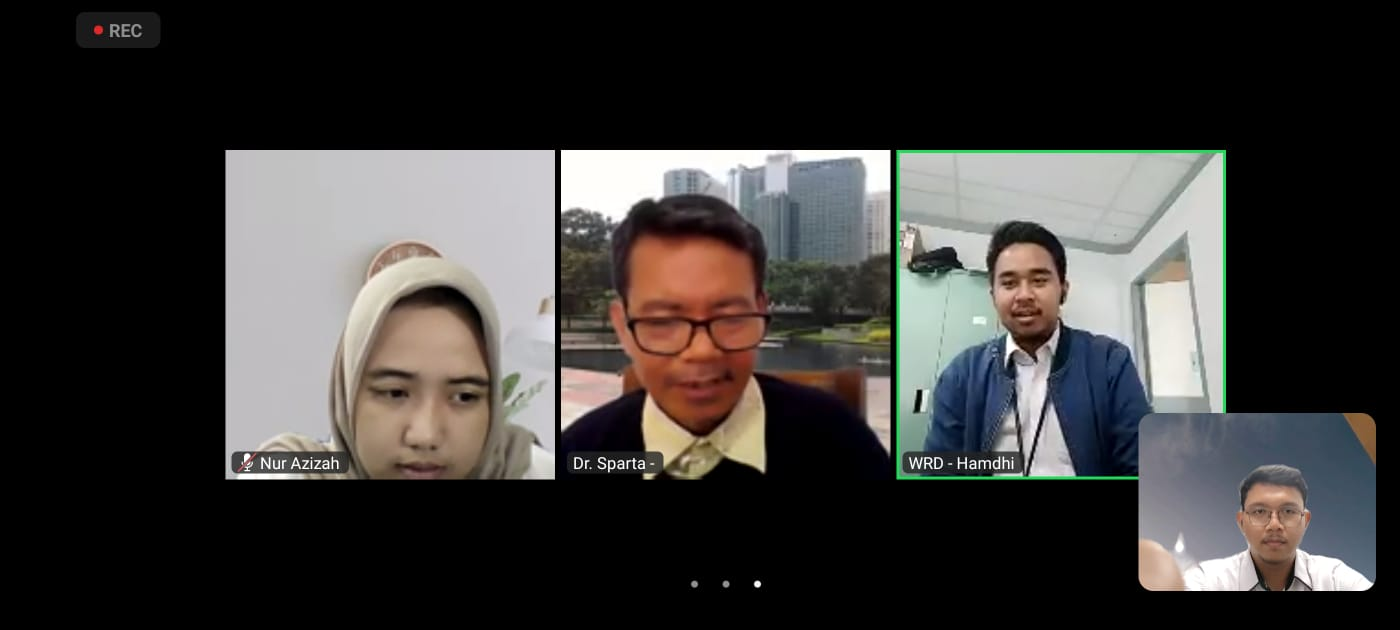 REC
Nur Azizah
Dr. Sparta -
WRD - Hamdhi